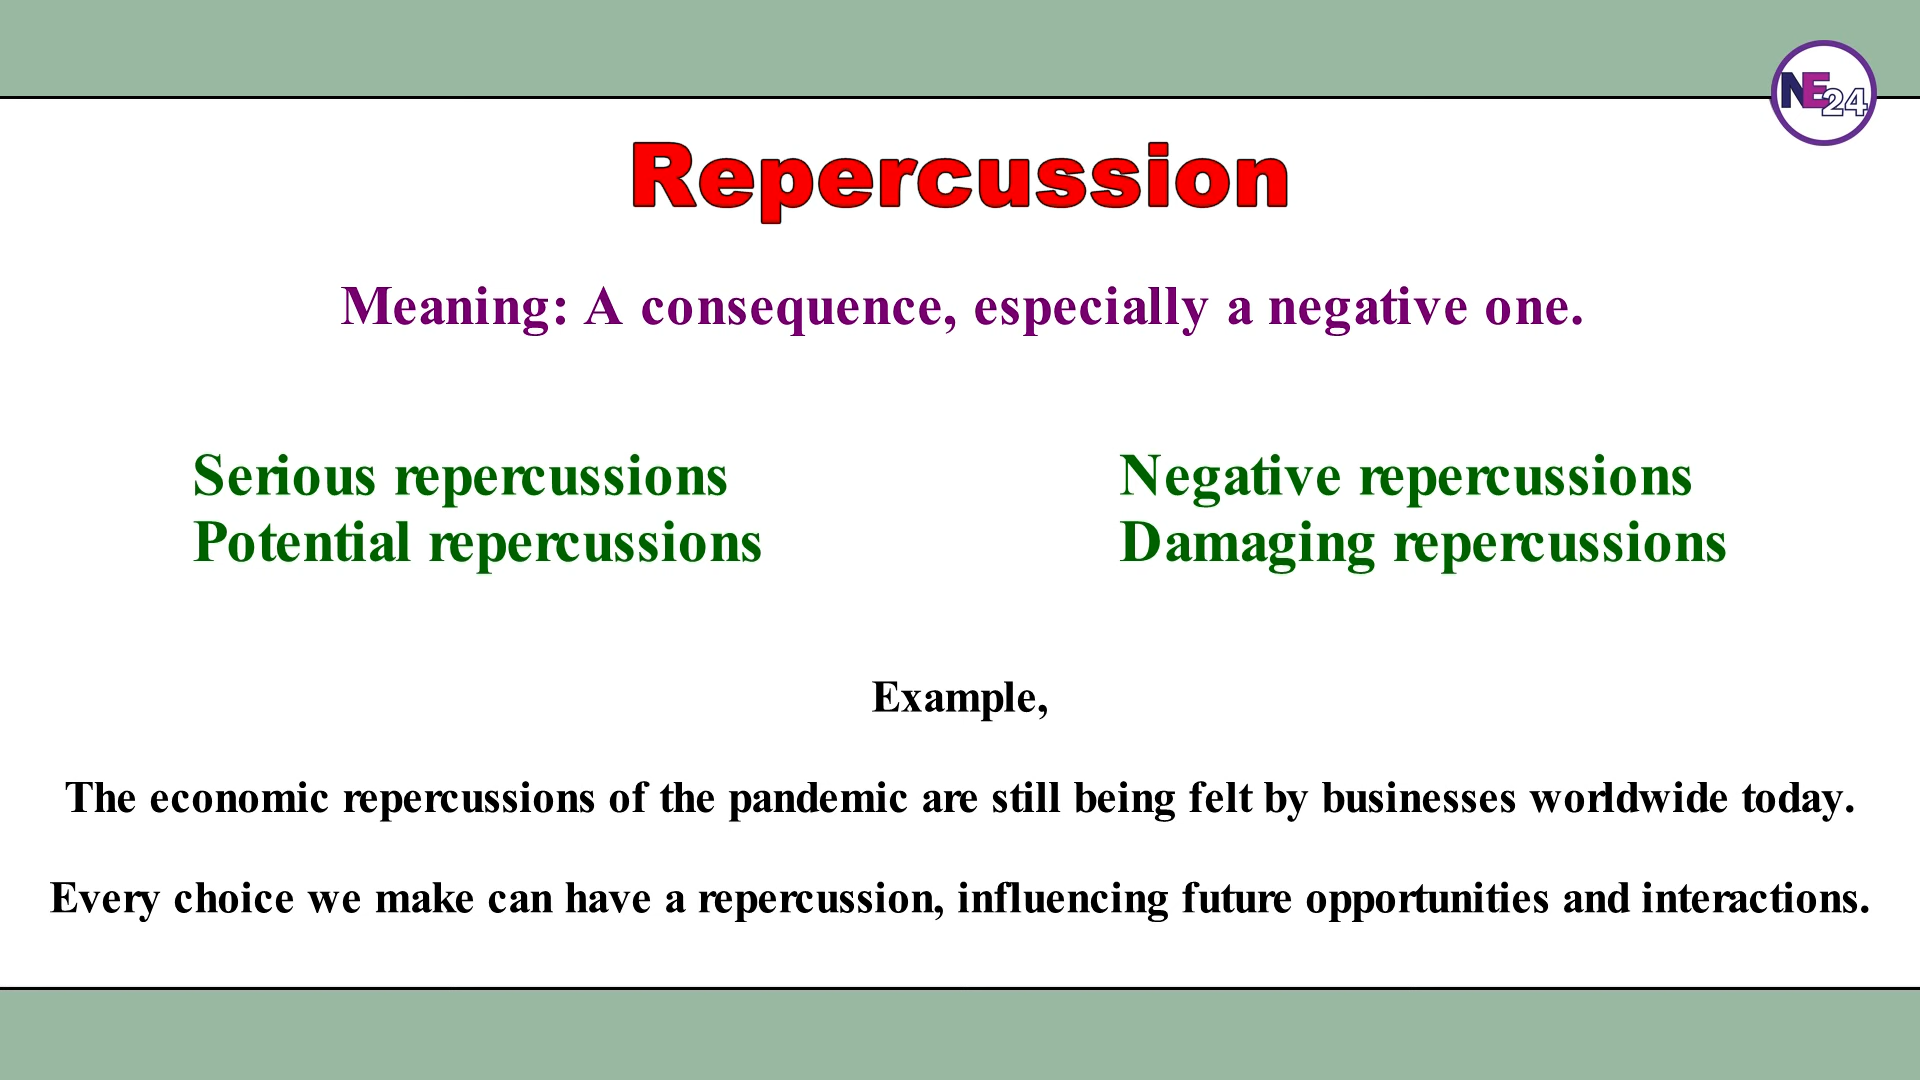 NE24
Repercussion
Meaning: A consequence, especially a negative one.
Serious repercussions
Potential repercussions
Negative repercussions
Damaging repercussions
Example,
The economic repercussions of the pandemic are still being felt by businesses worldwide today.
Every choice we make can have a repercussion, influencing future opportunities and interactions.